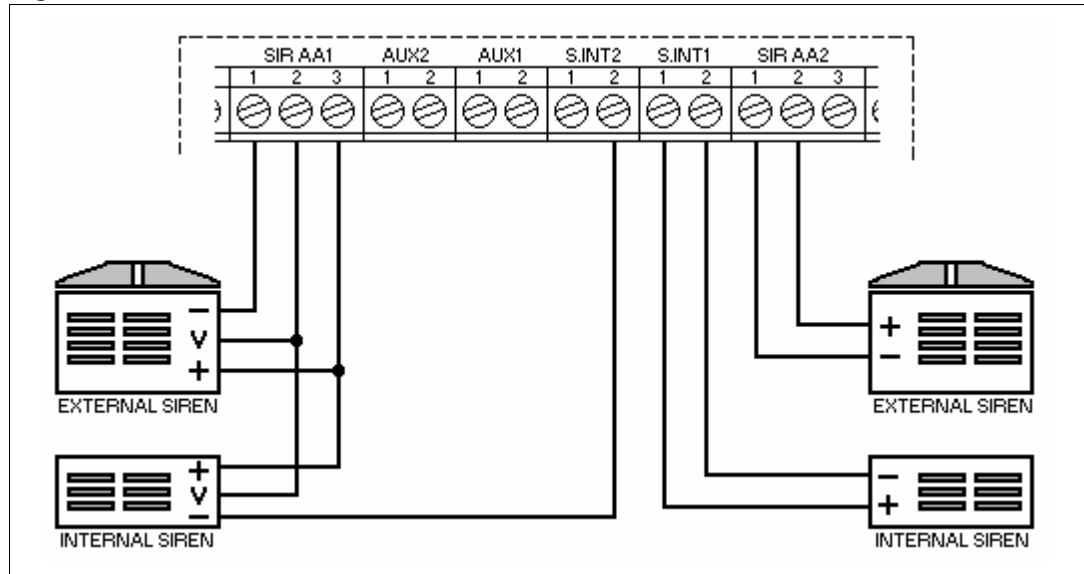 SIR AA1 AUX2 AUX1 S.INT2 S.INT1 SIR AA2
1 2 3 1 2 1 2 1 2 1 2 1 2 3
− +
V −
+
EXTERNAL SIREN EXTERNAL SIREN
+ −
V +
−
INTERNAL SIREN INTERNAL SIREN